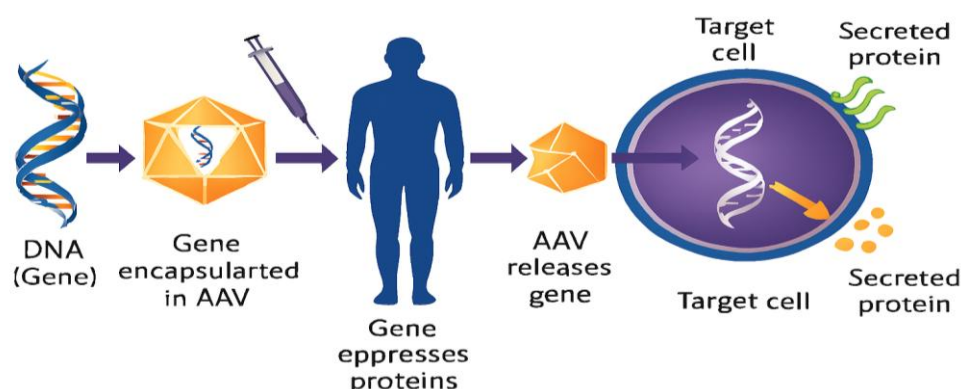 DNA
(Gene)
Gene
encapsularted
in AAV
Gene
eppresses
proteins
AAV
releases
gene
Target
cell
Secreted
protein
Target cell
Secreted
protein